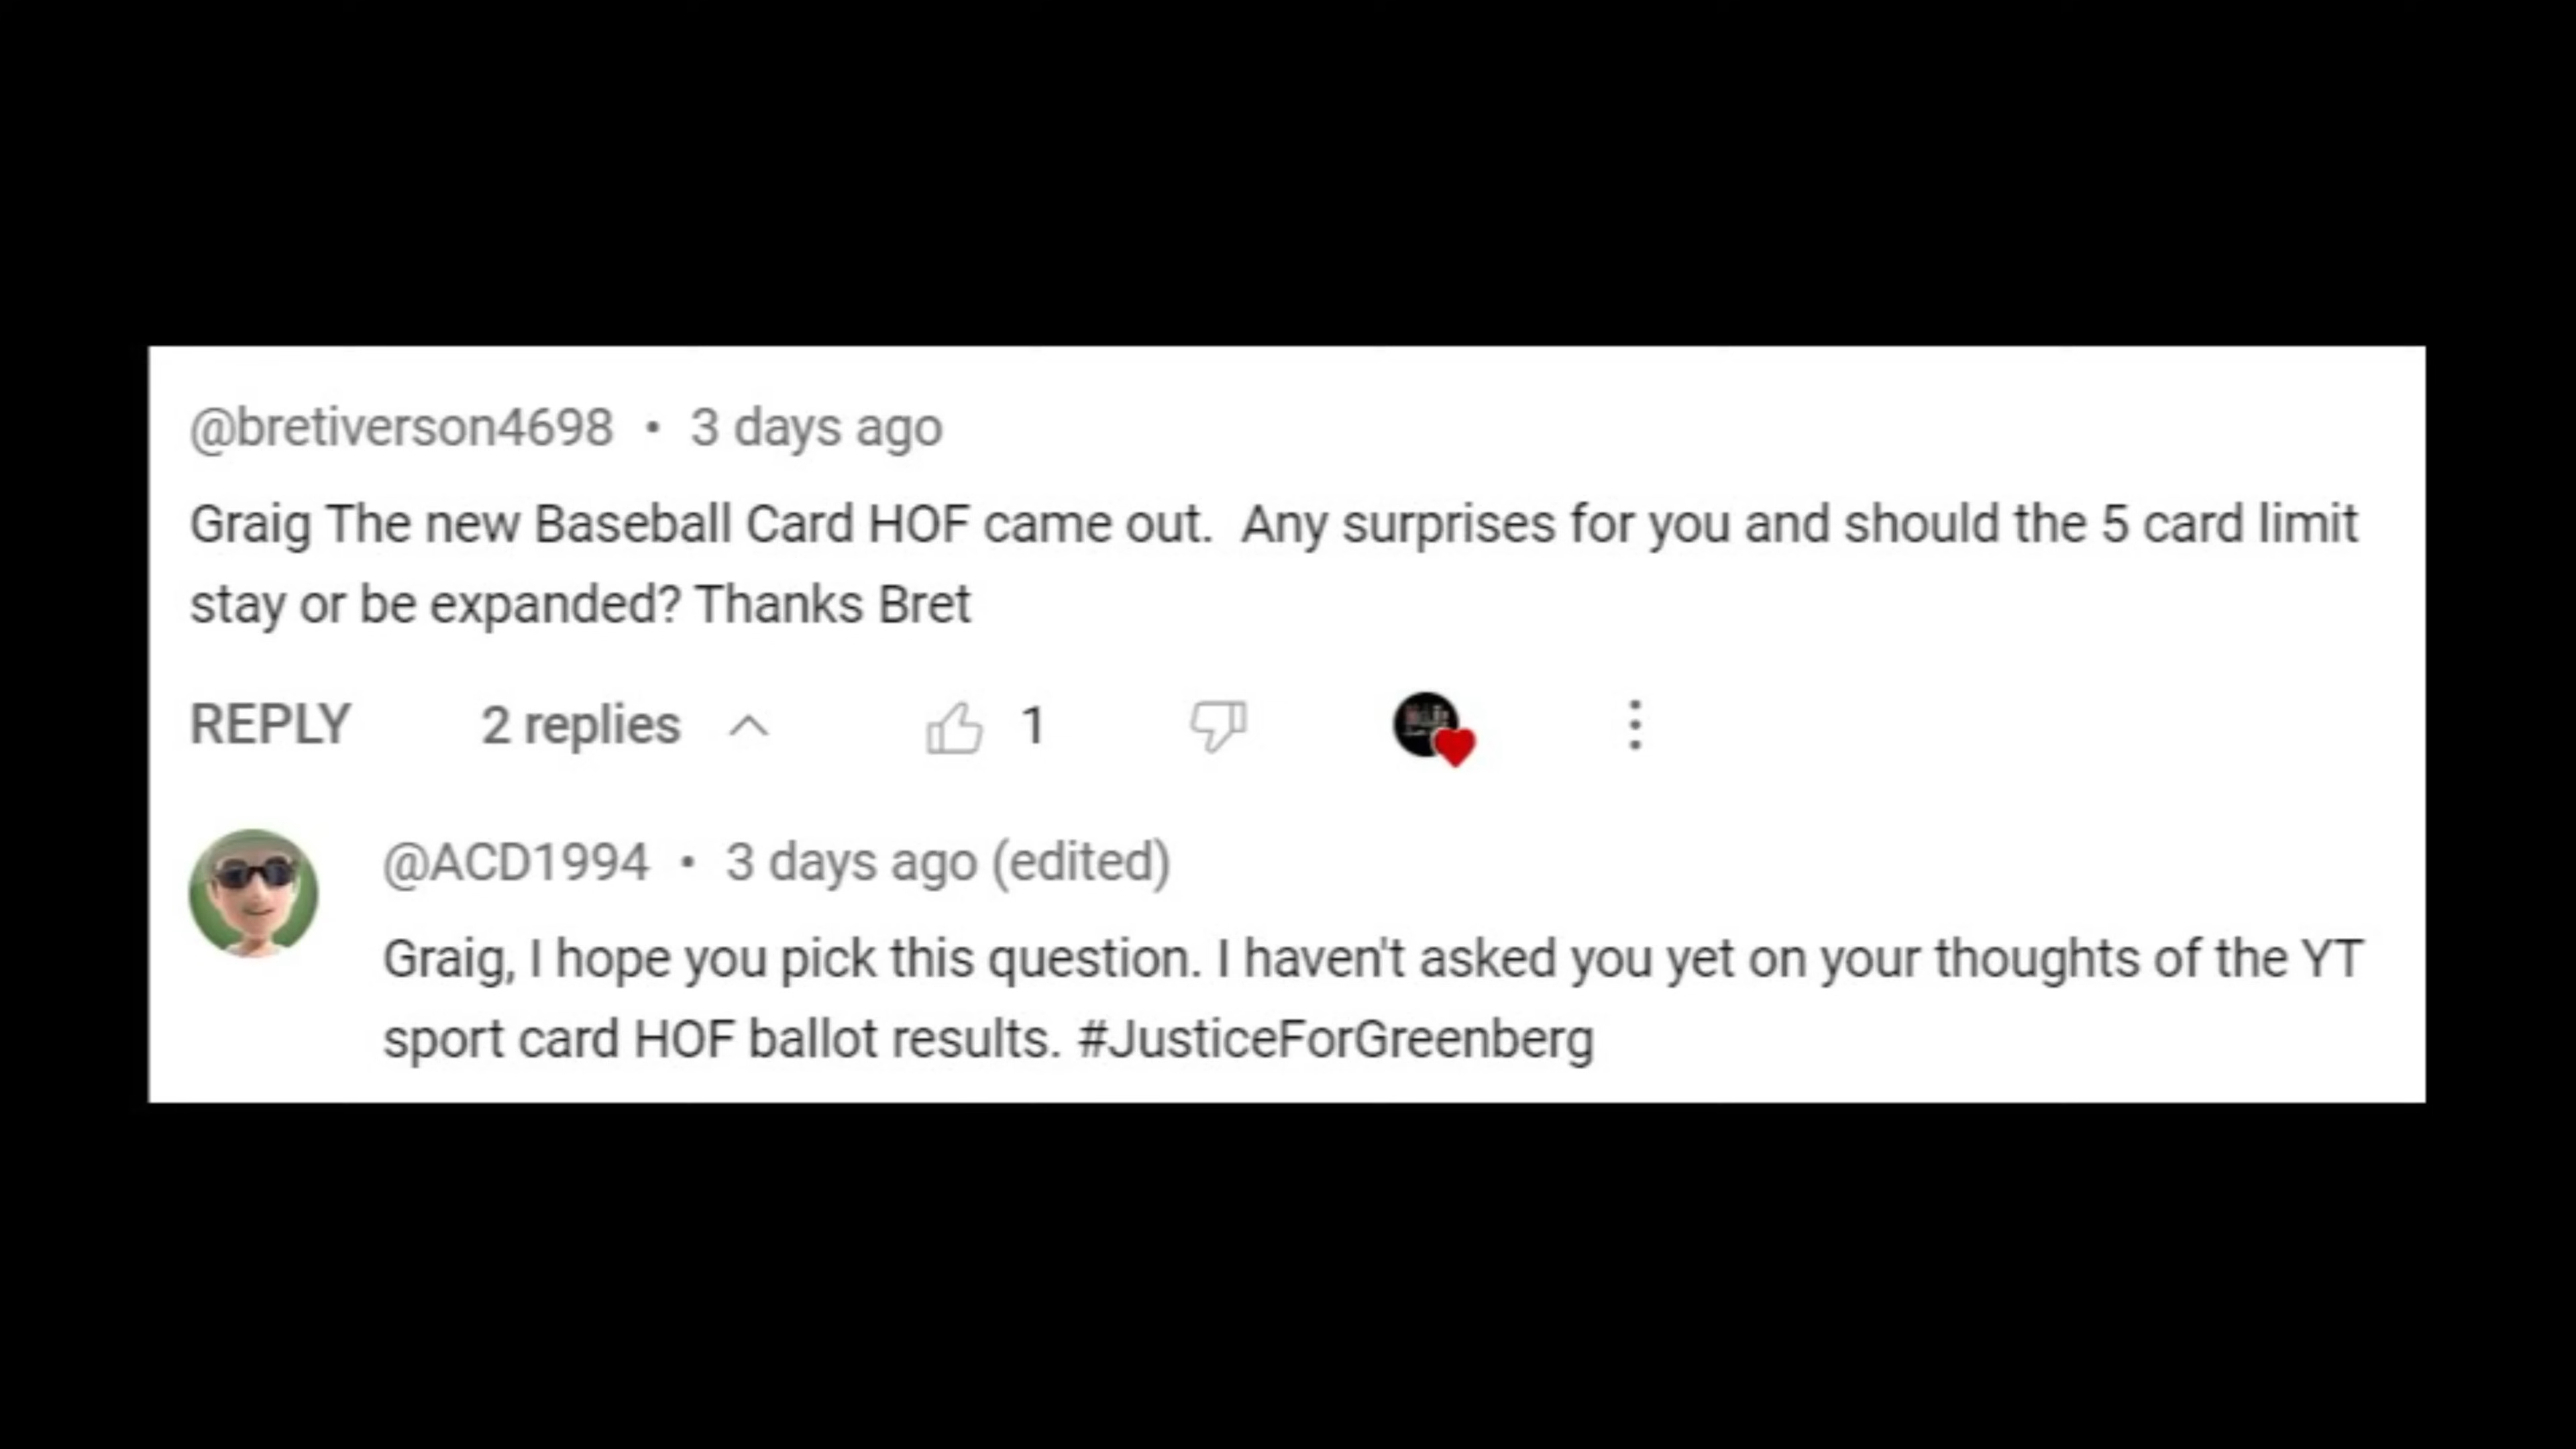 @bretiverson4698 • 3 days ago
Graig The new Baseball Card HOF came out.  Any surprises for you and should the 5 card limit
stay or be expanded? Thanks Bret
REPLY 2 replies 1
@ACD1994 • 3 days ago (edited)
Graig, I hope you pick this question. I haven't asked you yet on your thoughts of the YT
sport card HOF ballot results. #JusticeForGreenberg